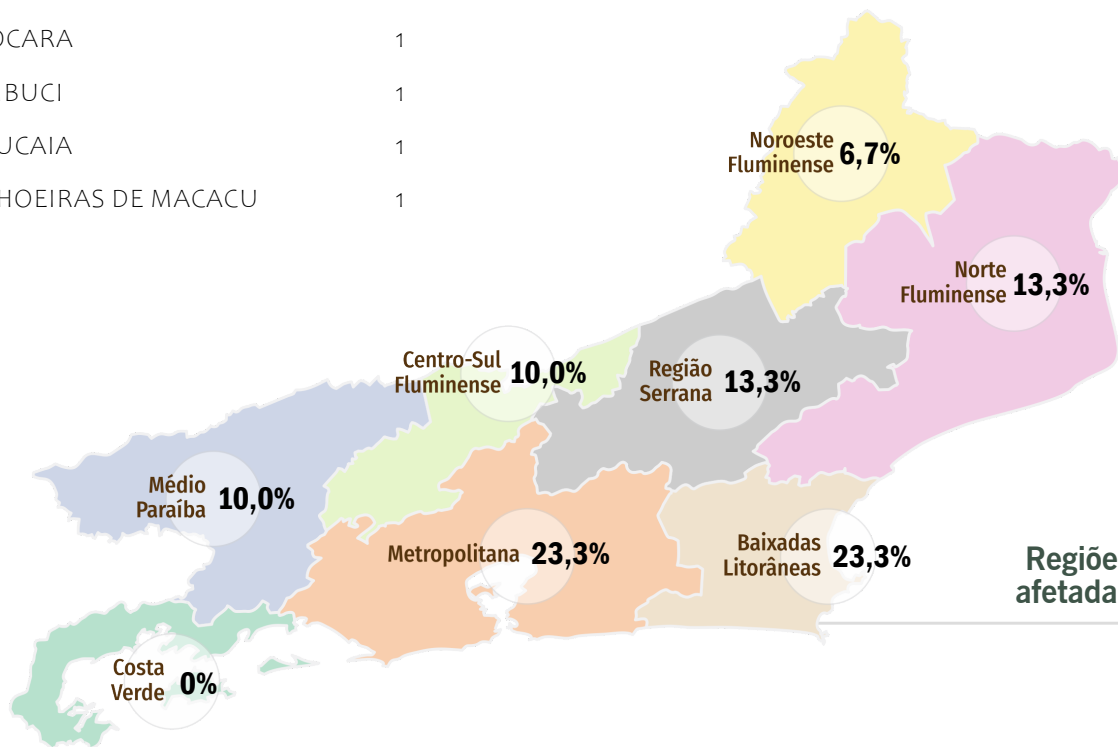 OCARA 1
BUCI 1
UCAIA 1
HOEIRAS DE MACACU 1
Noroeste
Fluminense 6,7%
Norte
Fluminense 13,3%
Centro-Sul
Fluminense 10,0%
Região
Serrana 13,3%
Médio
Paraíba 10,0%
Metropolitana 23,3%
Baixadas
Litorâneas 23,3%
Regiõe
afetada
Costa
Verde 0%